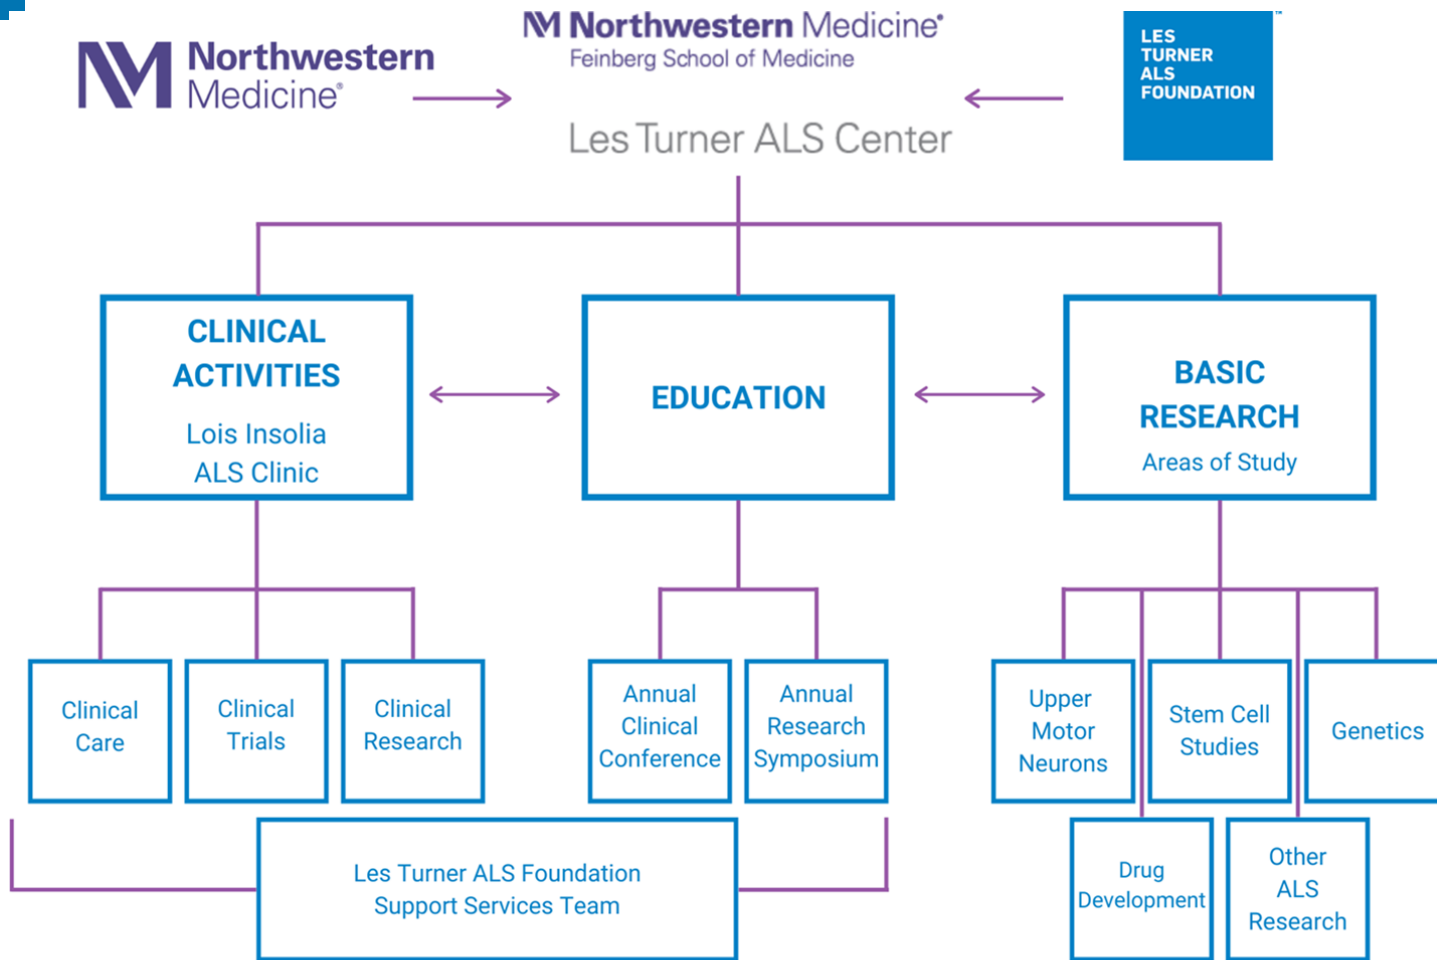 Northwestern
Medicine®
Northwestern Medicine®
Feinberg School of Medicine
Les Turner ALS Center
LES
TURNER
ALS
FOUNDATION
™
CLINICAL
ACTIVITIES
Lois Insolia
ALS Clinic
EDUCATION
BASIC
RESEARCH
Areas of Study
Clinical
Care
Clinical
Trials
Clinical
Research
Annual
Clinical
Conference
Annual
Research
Symposium
Upper
Motor
Neurons
Stem Cell
Studies
Genetics
Les Turner ALS Foundation
Support Services Team
Drug
Development
Other
ALS
Research